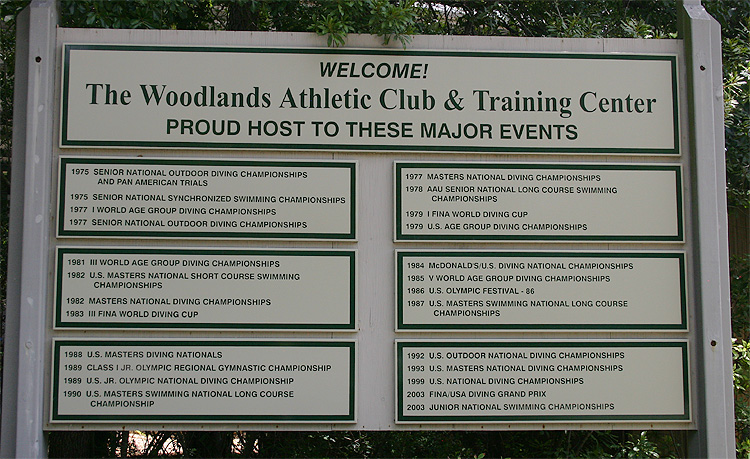 WELCOME!
The Woodlands Athletic Club & Training Center
PROUD HOST TO THESE MAJOR EVENTS
1975 SENIOR NATIONAL OUTDOOR DIVING CHAMPIONSHIPS
AND PAN AMERICAN TRIALS
1975 SENIOR NATIONAL SYNCHRONIZED SWIMMING CHAMPIONSHIPS
1977 I WORLD AGE GROUP DIVING CHAMPIONSHIPS
1977 SENIOR NATIONAL OUTDOOR DIVING CHAMPIONSHIPS
1977 MASTERS NATIONAL DIVING CHAMPIONSHIPS
1978 AAU SENIOR NATIONAL LONG COURSE SWIMMING
CHAMPIONSHIPS
1979 I FINA WORLD DIVING CUP
1979 U.S. AGE GROUP DIVING CHAMPIONSHIPS
1981 III WORLD AGE GROUP DIVING CHAMPIONSHIPS
1982 U.S. MASTERS NATIONAL SHORT COURSE SWIMMING
CHAMPIONSHIPS
1982 MASTERS NATIONAL DIVING CHAMPIONSHIPS
1983 III FINA WORLD DIVING CUP
1984 McDONALD'S/U.S. DIVING NATIONAL CHAMPIONSHIPS
1985 V WORLD AGE GROUP DIVING CHAMPIONSHIPS
1986 U.S. OLYMPIC FESTIVAL - 86
1987 U.S. MASTERS SWIMMING NATIONAL LONG COURSE
CHAMPIONSHIPS
1988 U.S. MASTERS DIVING NATIONALS
1989 CLASS I JR. OLYMPIC REGIONAL GYMNASTIC CHAMPIONSHIP
1989 U.S. JR. OLYMPIC NATIONAL DIVING CHAMPIONSHIP
1990 U.S. MASTERS SWIMMING NATIONAL LONG COURSE
CHAMPIONSHIP
1992 U.S. OUTDOOR NATIONAL DIVING CHAMPIONSHIPS
1993 U.S. MASTERS NATIONAL DIVING CHAMPIONSHIPS
1999 U.S. NATIONAL DIVING CHAMPIONSHIPS
2003 FINA/USA DIVING GRAND PRIX
2003 JUNIOR NATIONAL SWIMMING CHAMPIONSHIPS